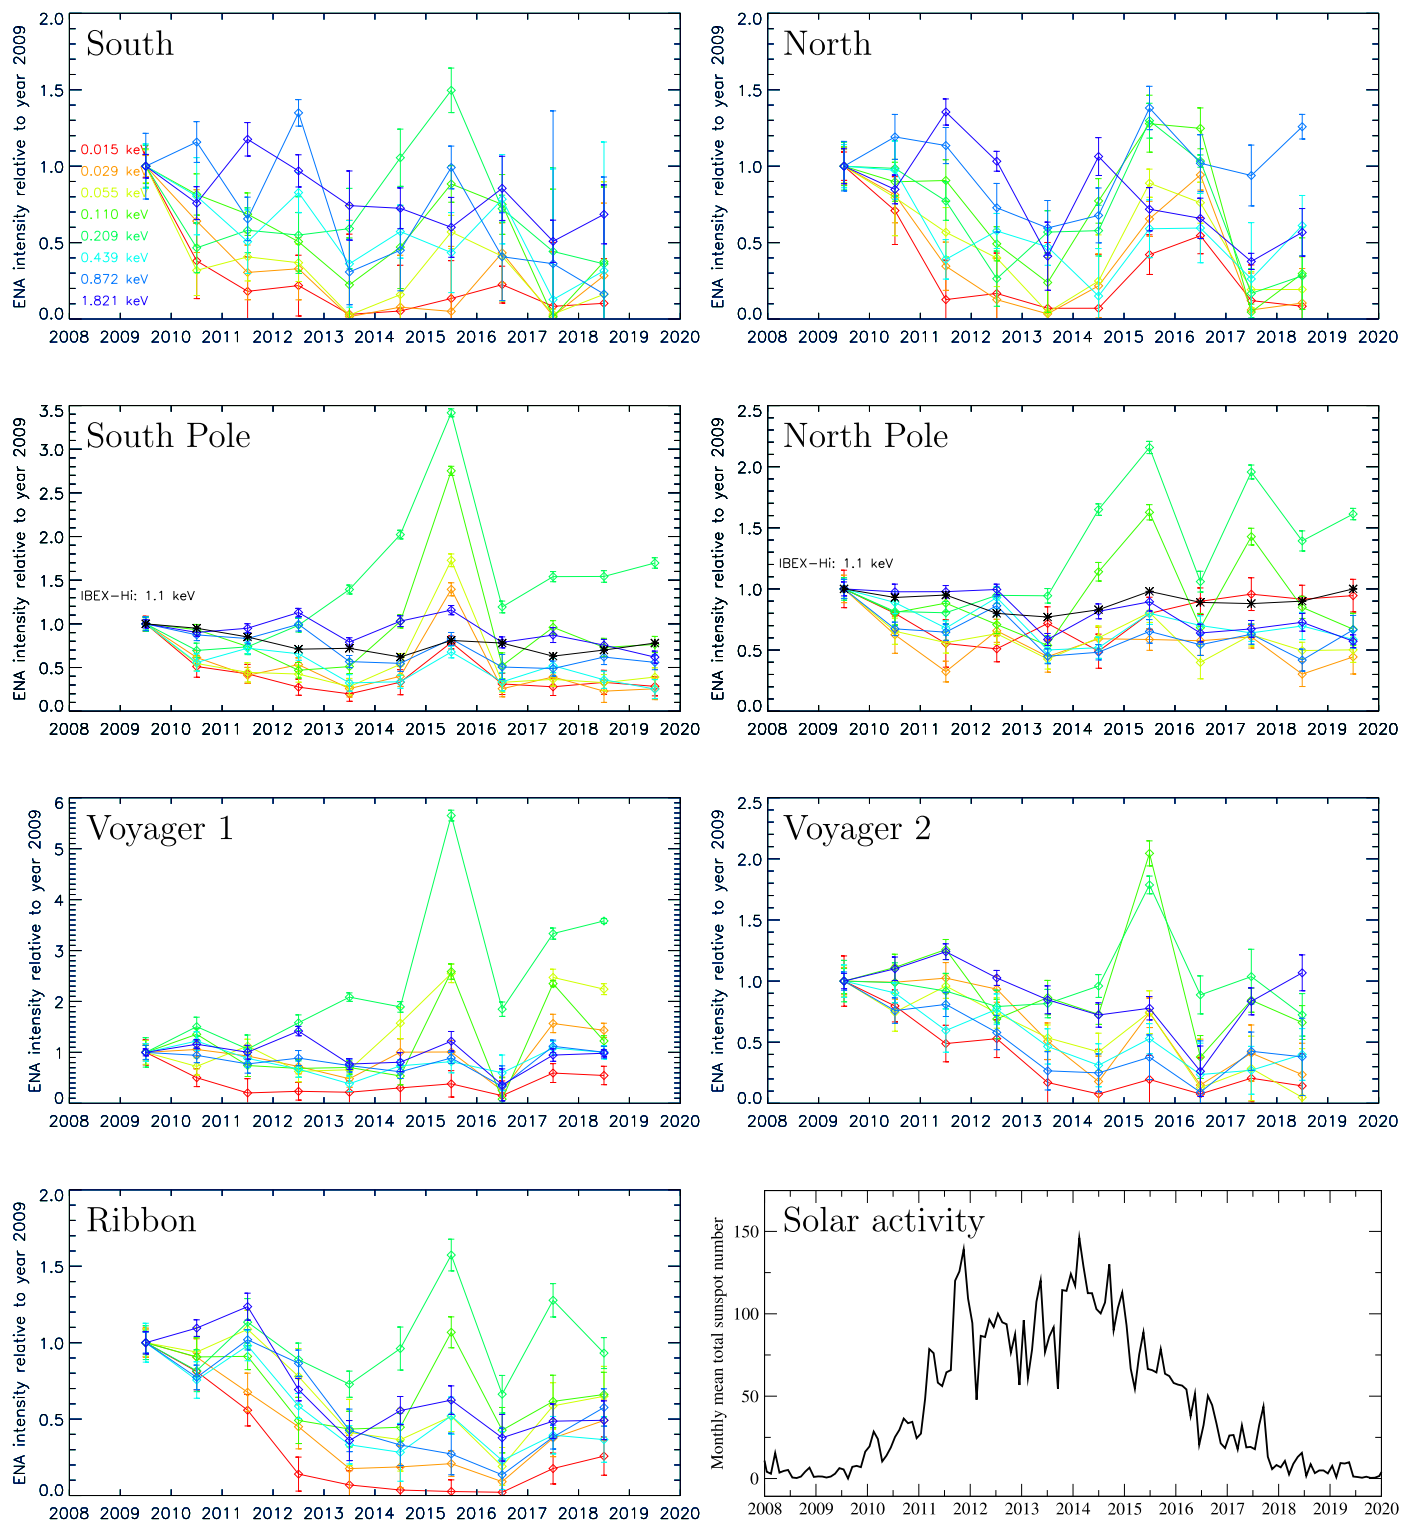 South
ENA intensity relative to year 2009
2.0
1.5
1.0
0.5
0.0
0.015 keV
0.029 keV
0.055 keV
0.110 keV
0.209 keV
0.439 keV
0.872 keV
1.821 keV
2008 2009 2010 2011 2012 2013 2014 2015 2016 2017 2018 2019 2020
North
ENA intensity relative to year 2009
2.0
1.5
1.0
0.5
0.0
2008 2009 2010 2011 2012 2013 2014 2015 2016 2017 2018 2019 2020
South Pole
ENA intensity relative to year 2009
3.5
3.0
2.5
2.0
1.5
1.0
0.5
0.0
IBEX-Hi: 1.1 keV
2008 2009 2010 2011 2012 2013 2014 2015 2016 2017 2018 2019 2020
North Pole
ENA intensity relative to year 2009
2.5
2.0
1.5
1.0
0.5
0.0
IBEX-Hi: 1.1 keV
2008 2009 2010 2011 2012 2013 2014 2015 2016 2017 2018 2019 2020
Voyager 1
ENA intensity relative to year 2009
6
5
4
3
2
1
0
2008 2009 2010 2011 2012 2013 2014 2015 2016 2017 2018 2019 2020
Voyager 2
ENA intensity relative to year 2009
2.5
2.0
1.5
1.0
0.5
0.0
2008 2009 2010 2011 2012 2013 2014 2015 2016 2017 2018 2019 2020
Ribbon
ENA intensity relative to year 2009
2.0
1.5
1.0
0.5
0.0
2008 2009 2010 2011 2012 2013 2014 2015 2016 2017 2018 2019 2020
Solar activity
Monthly mean total sunspot number
150
100
50
0
2008 2009 2010 2011 2012 2013 2014 2015 2016 2017 2018 2019 2020